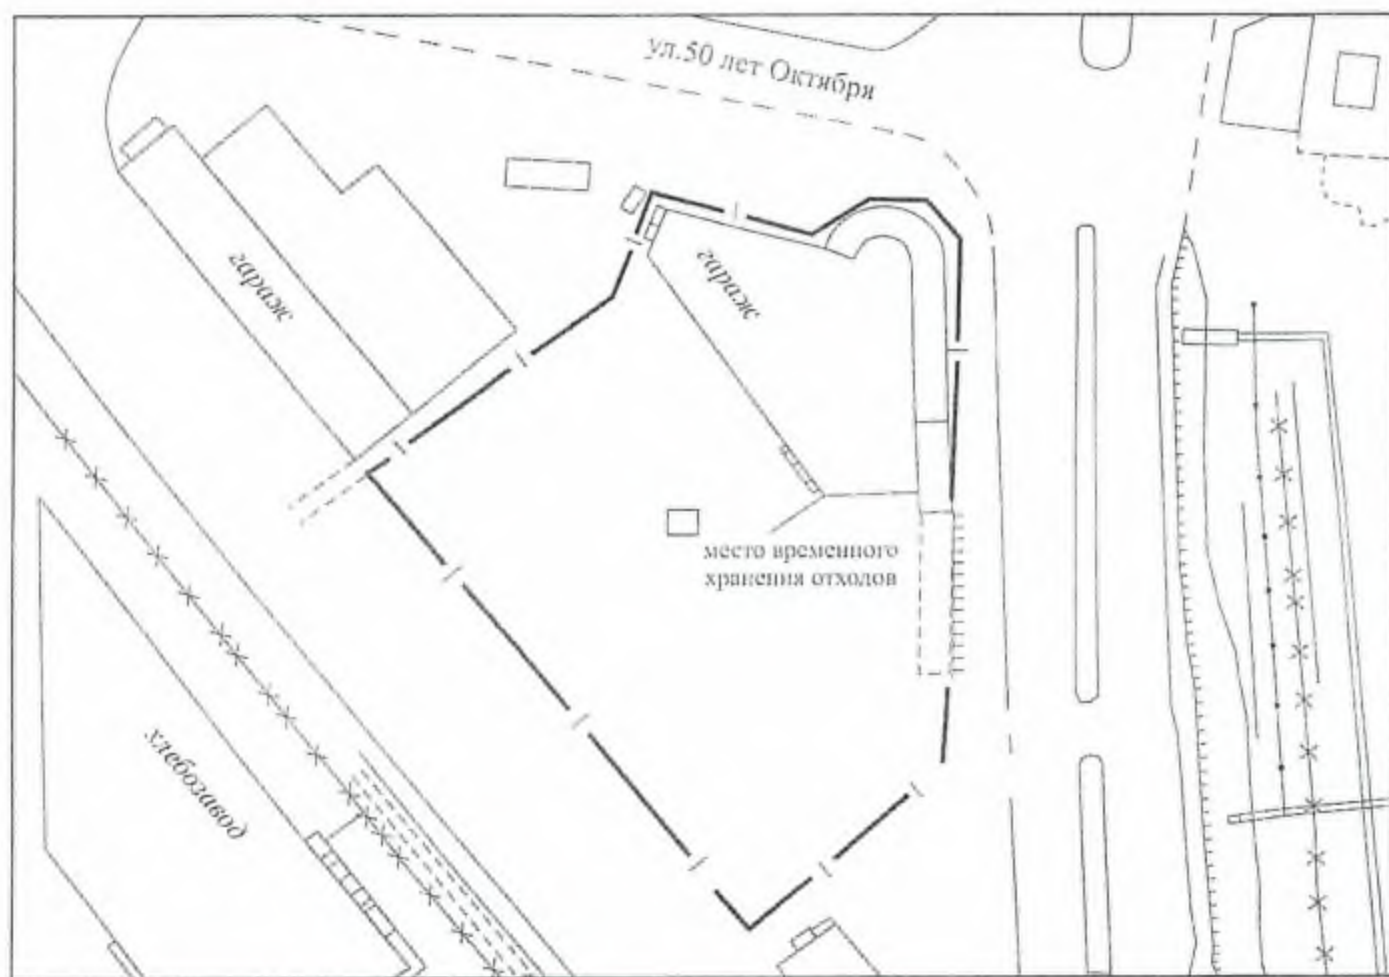 ул.50 лет Октября
гараж
гараж
место временного
хранения отходов
хлебозавод